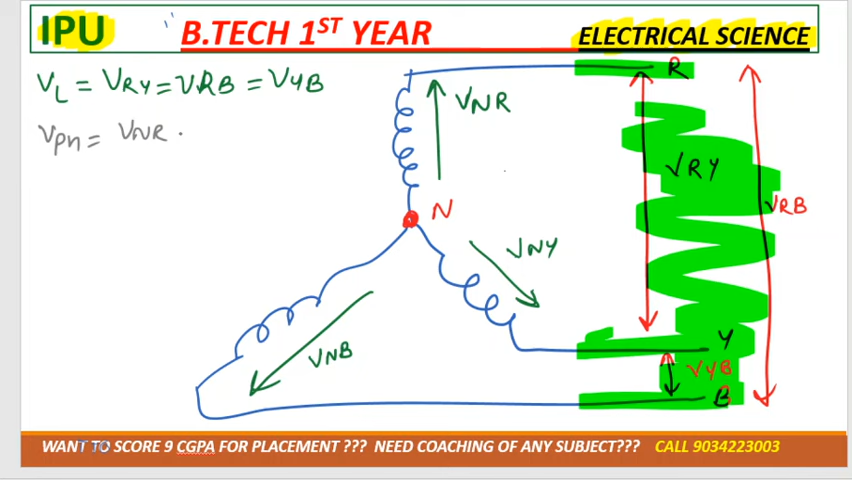 IPU
B.TECH 1ST YEAR
ELECTRICAL SCIENCE
VL = VRY = VRB = VYB
Vph = VNR .
VNR
R
VRY
VRB
N
VNY
VNB
Y
VYB
B
WANT TO SCORE 9 CGPA FOR PLACEMENT ??? NEED COACHING OF ANY SUBJECT??? CALL 9034223003